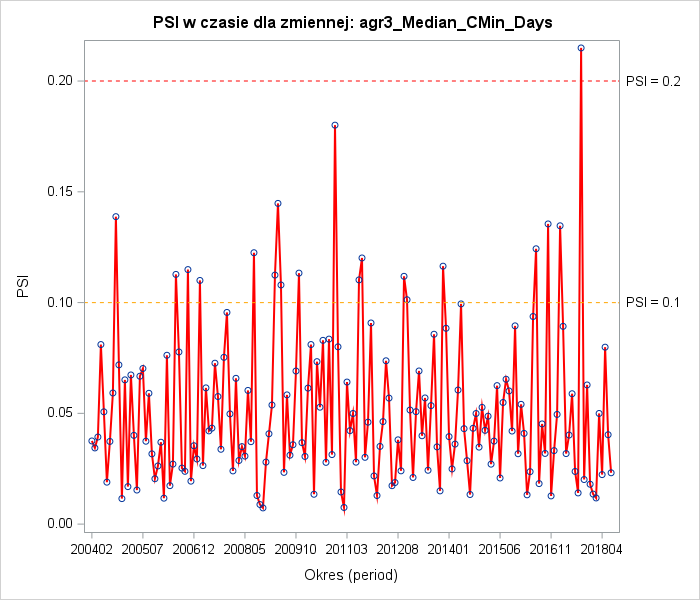 PSI w czasie dla zmiennej: agr3_Median_CMin_Days
0.20
PSI = 0.2
0.15
PSI
0.10
PSI = 0.1
0.05
0.00
200402 200507 200612 200805 200910 201103 201208 201401 201506 201611 201804
Okres (period)